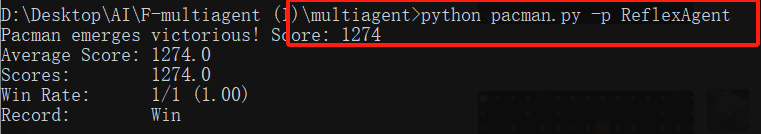 D:\Desktop\AI\F-multiagent (1)\multiagent>python pacman.py -p ReflexAgent
Pacman emerges victorious! Score: 1274
Average Score: 1274.0
Scores:        1274.0
Win Rate:      1/1 (1.00)
Record:        Win